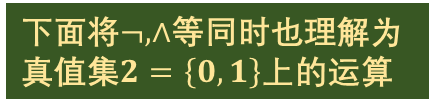 下面将¬,∧等同时也理解为
真值集2 = {0, 1}上的运算